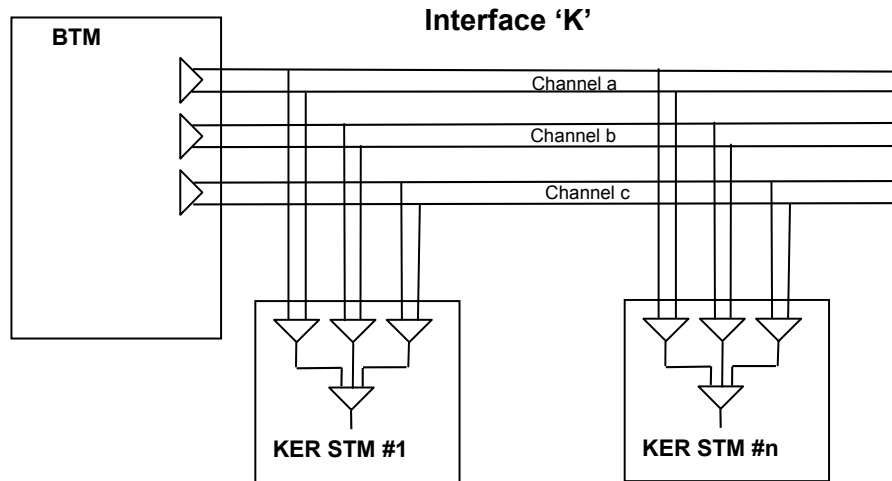 Interface ‘K’
BTM
Channel a
Channel b
Channel c
KER STM #1
KER STM #n